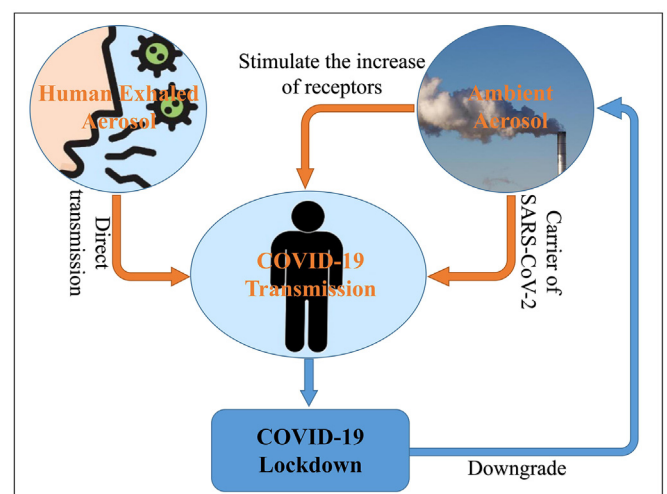 Human Exhaled
Aerosol
Stimulate the increase
of receptors
Ambient
Aerosol
Direct
transmission
Carrier of
SARS-CoV-2
COVID-19
Transmission
COVID-19
Lockdown
Downgrade